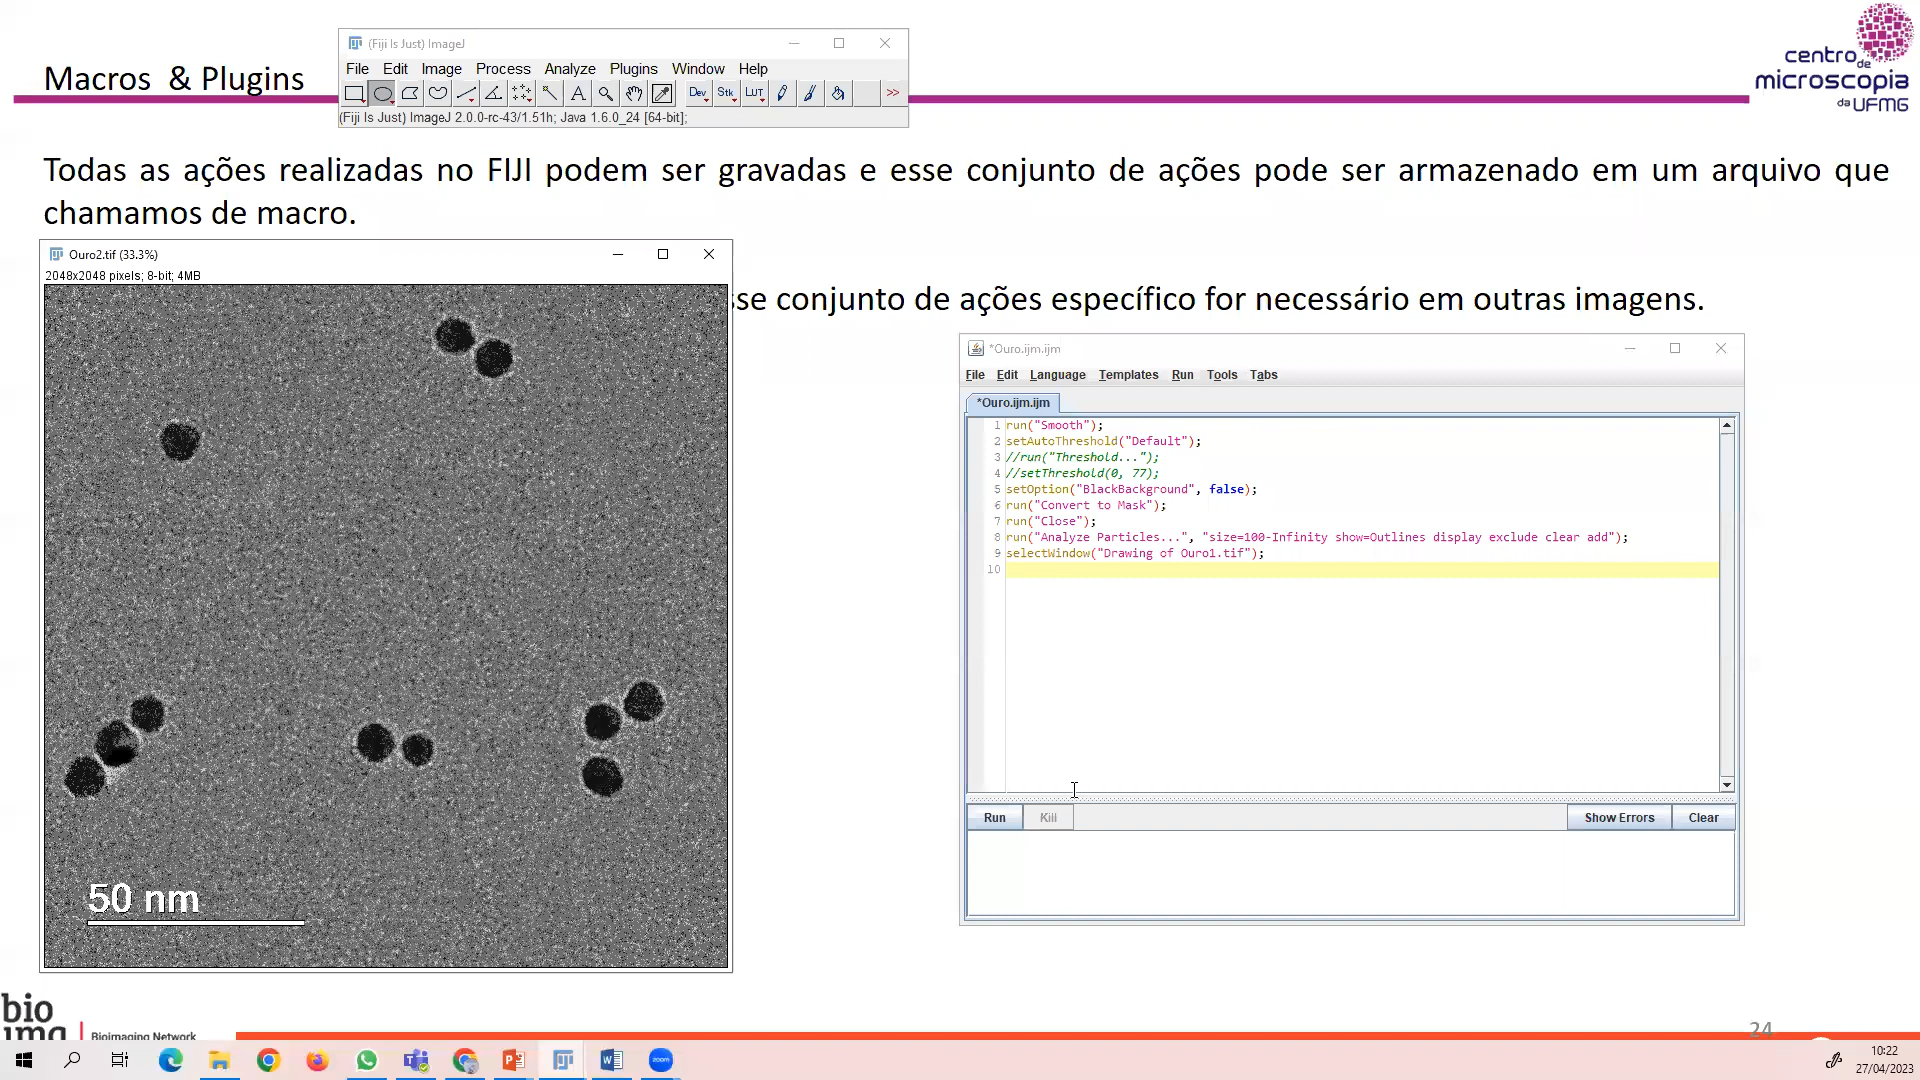 Macros & Plugins
(Fiji Is Just) ImageJ
File Edit Image Process Analyze Plugins Window Help
Dev Stk LUT >>
(Fiji Is Just) ImageJ 2.0.0-rc-43/1.51h; Java 1.6.0_24 [64-bit];
centro de
microscopia
da UFMG
Todas as ações realizadas no FIJI podem ser gravadas e esse conjunto de ações pode ser armazenado em um arquivo que
chamamos de macro.
Ouro2.tif (33.3%)
2048x2048 pixels; 8-bit; 4MB
sse conjunto de ações específico for necessário em outras imagens.
50 nm
*Ouro.ijm.ijm
File Edit Language Templates Run Tools Tabs
*Ouro.ijm.ijm
1 run("Smooth");
2 setAutoThreshold("Default");
3 //run("Threshold...");
4 //setThreshold(0, 77);
5 setOption("BlackBackground", false);
6 run("Convert to Mask");
7 run("Close");
8 run("Analyze Particles...", "size=100-Infinity show=Outlines display exclude clear add");
9 selectWindow("Drawing of Ouro1.tif");
10
Run Kill Show Errors Clear
bio
img
Bioimaging Network
24
zoom
10:22
27/04/2023